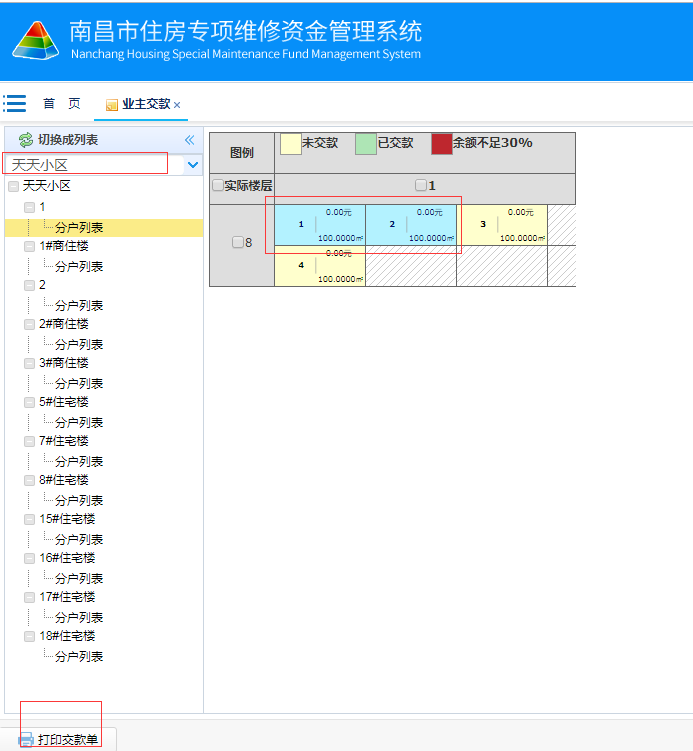 南昌市住房专项维修资金管理系统
Nanchang Housing Special Maintenance Fund Management System
首 页 业主交款 ×
切换成列表 «
天天小区
天天小区
1
分户列表
1#商住楼
分户列表
2
分户列表
2#商住楼
分户列表
3#商住楼
分户列表
5#住宅楼
分户列表
7#住宅楼
分户列表
8#住宅楼
分户列表
15#住宅楼
分户列表
16#住宅楼
分户列表
17#住宅楼
分户列表
18#住宅楼
分户列表
图例 未交款 已交款 余额不足30%
实际楼层 1
8
1 0.00元 100.0000㎡
2 0.00元 100.0000㎡
3 0.00元 100.0000㎡
4 0.00元 100.0000㎡
打印交款单